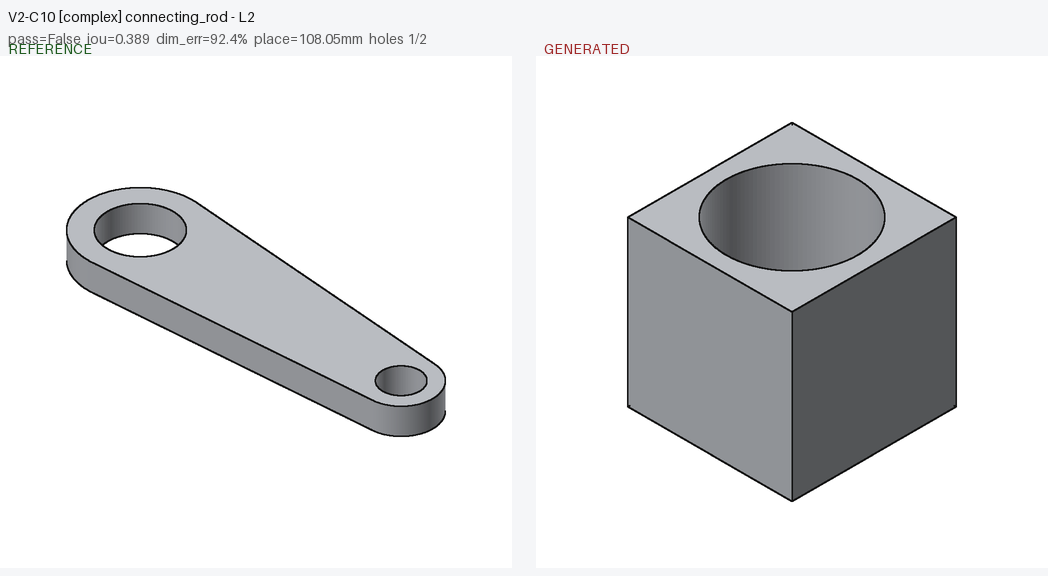 V2-C10 [complex] connecting_rod - L2
pass=False iou=0.389 dim_err=92.4% place=108.05mm holes 1/2
REFERENCE
GENERATED